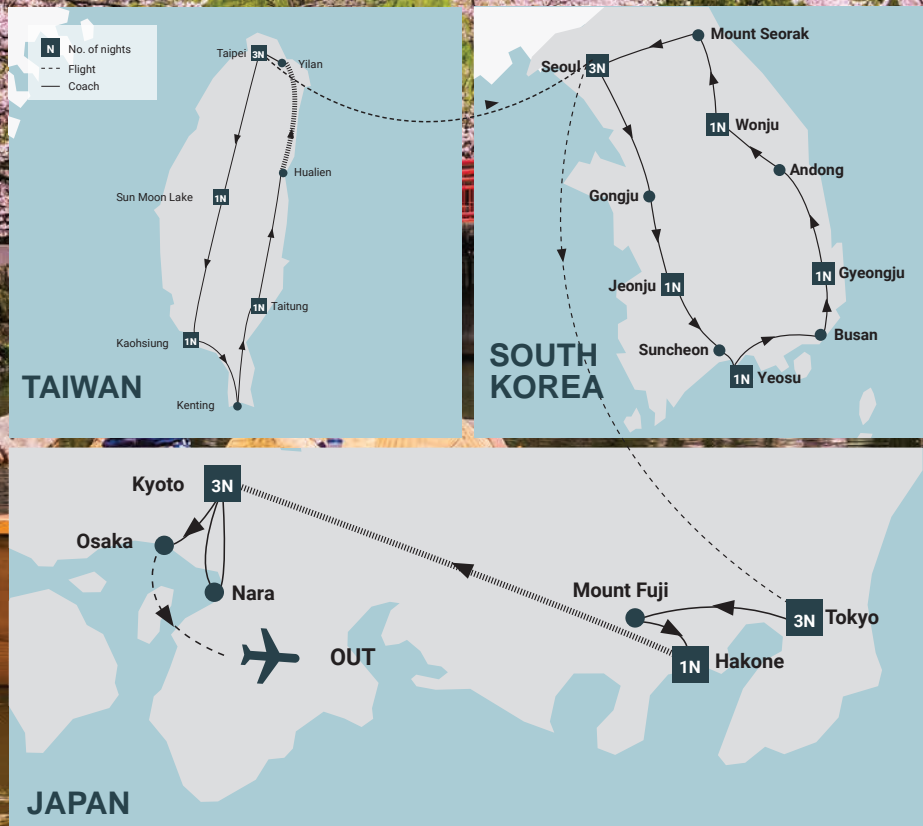 N No. of nights
Flight
Coach
Taipei 3N
Yilan
Hualien
Sun Moon Lake 1N
1N Taitung
Kaohsiung 1N
Kenting
TAIWAN
Mount Seorak
Seoul 3N
1N Wonju
Andong
Gongju
1N Gyeongju
Jeonju 1N
Busan
Suncheon
1N Yeosu
SOUTH
KOREA
Kyoto 3N
Osaka
Nara
Mount Fuji
3N Tokyo
1N Hakone
OUT
JAPAN